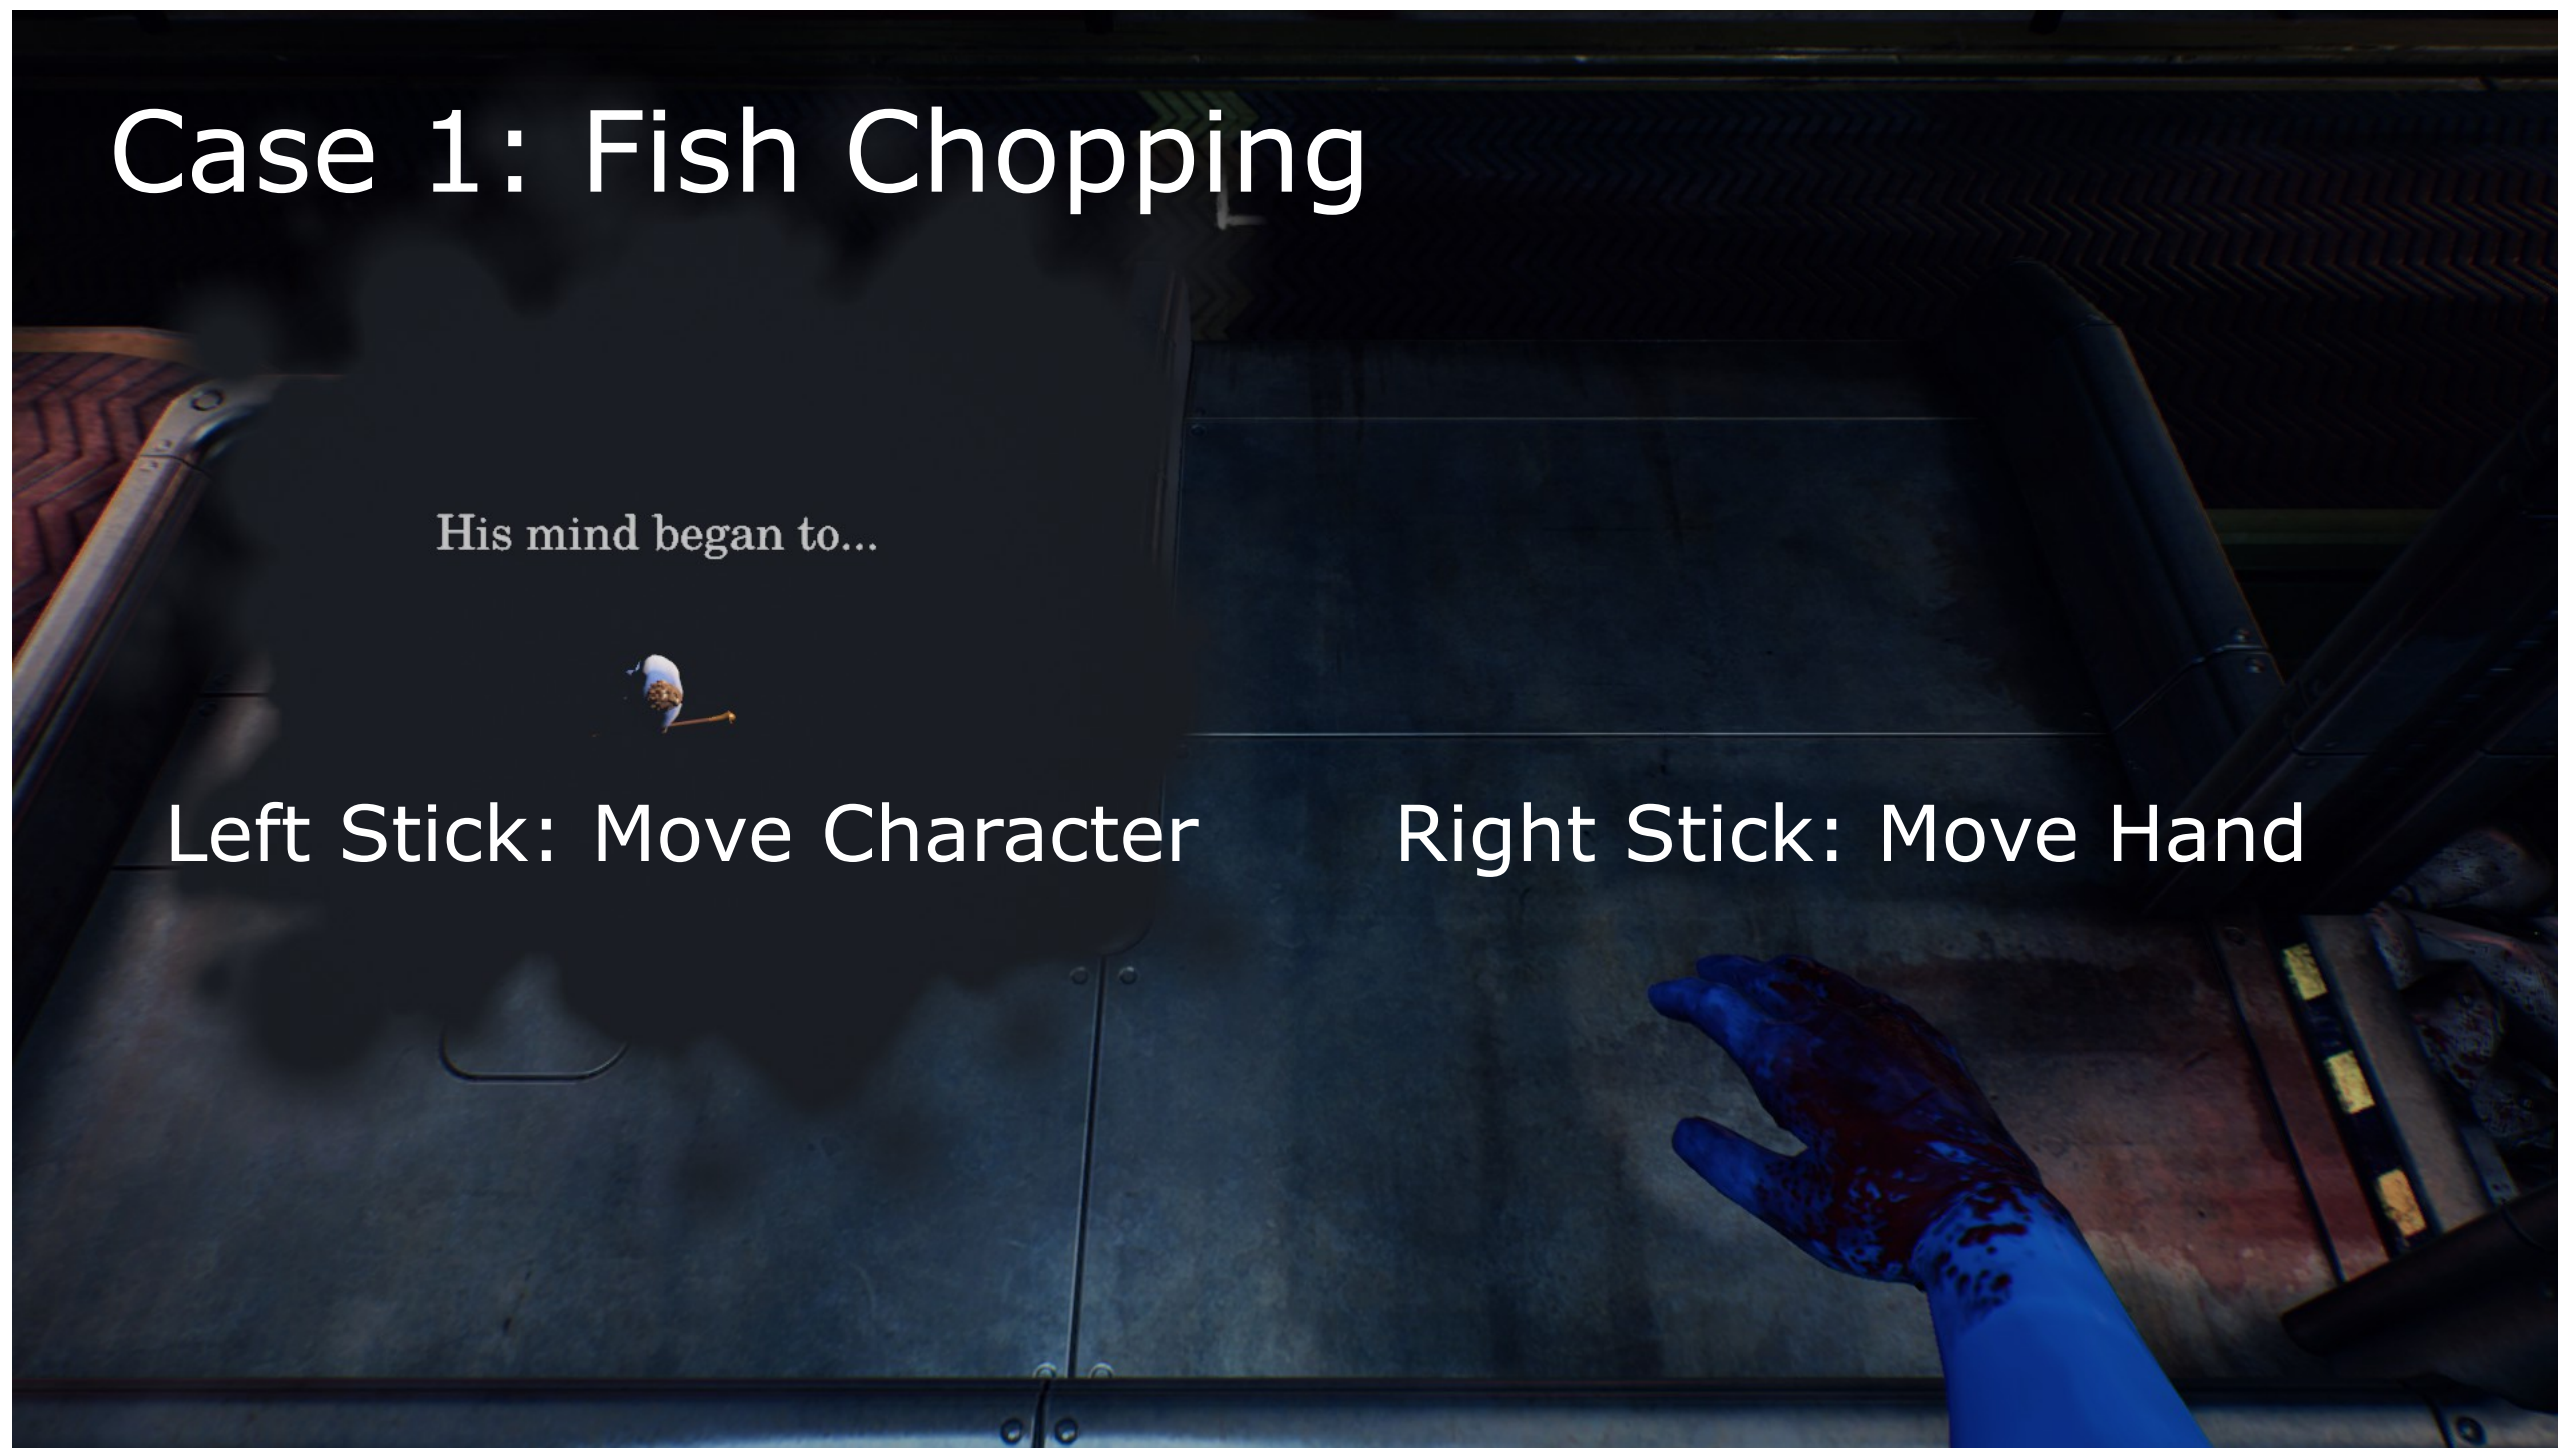 Case 1: Fish Chopping
His mind began to...
Left Stick: Move Character
Right Stick: Move Hand